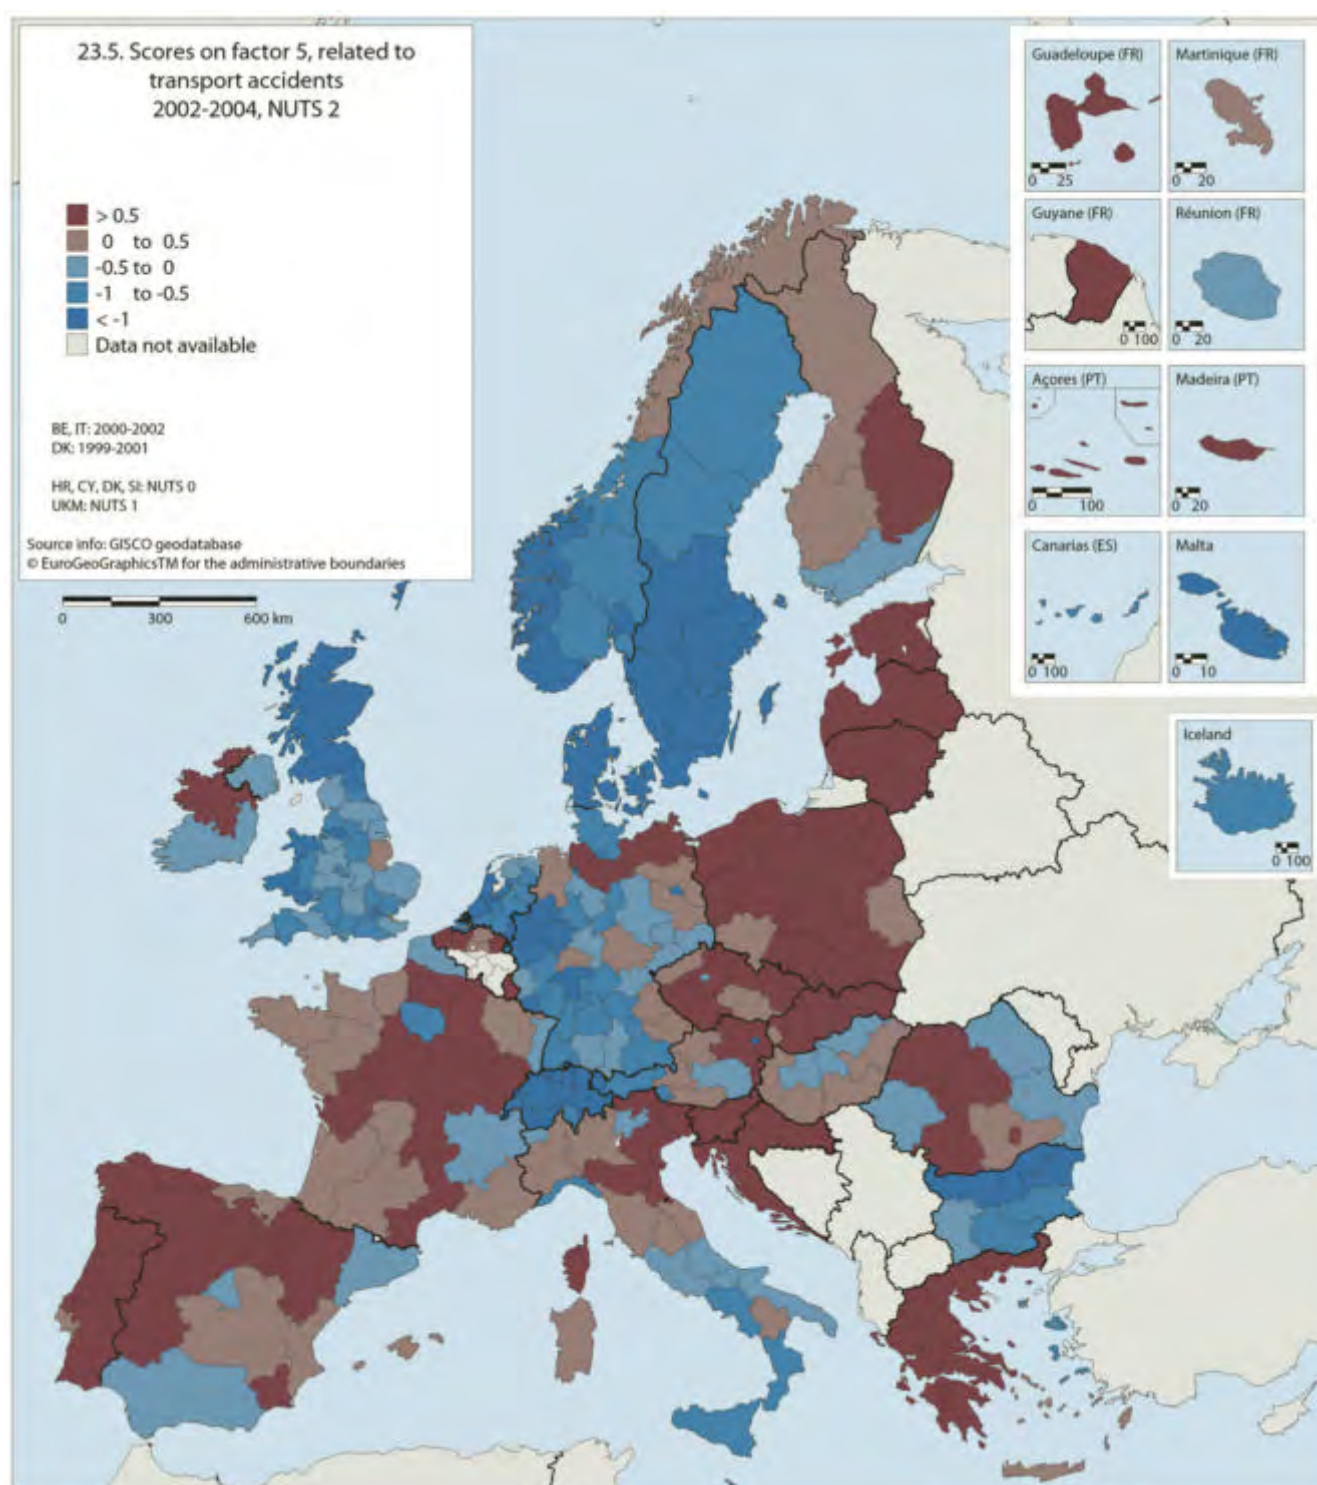 23.5. Scores on factor 5, related to
transport accidents
2002-2004, NUTS 2
> 0.5
0 to 0.5
-0.5 to 0
-1 to -0.5
< -1
Data not available
BE, IT: 2000-2002
DK: 1999-2001
HR, CY, DK, SI: NUTS 0
UKM: NUTS 1
Source info: GISCO geodatabase
© EuroGeoGraphicsTM for the administrative boundaries
0 300 600 km
Guadeloupe (FR)
0 25
Martinique (FR)
0 20
Guyane (FR)
0 100
Réunion (FR)
0 20
Açores (PT)
0 100
Madeira (PT)
0 20
Canarias (ES)
0 100
Malta
0 10
Iceland
0 100